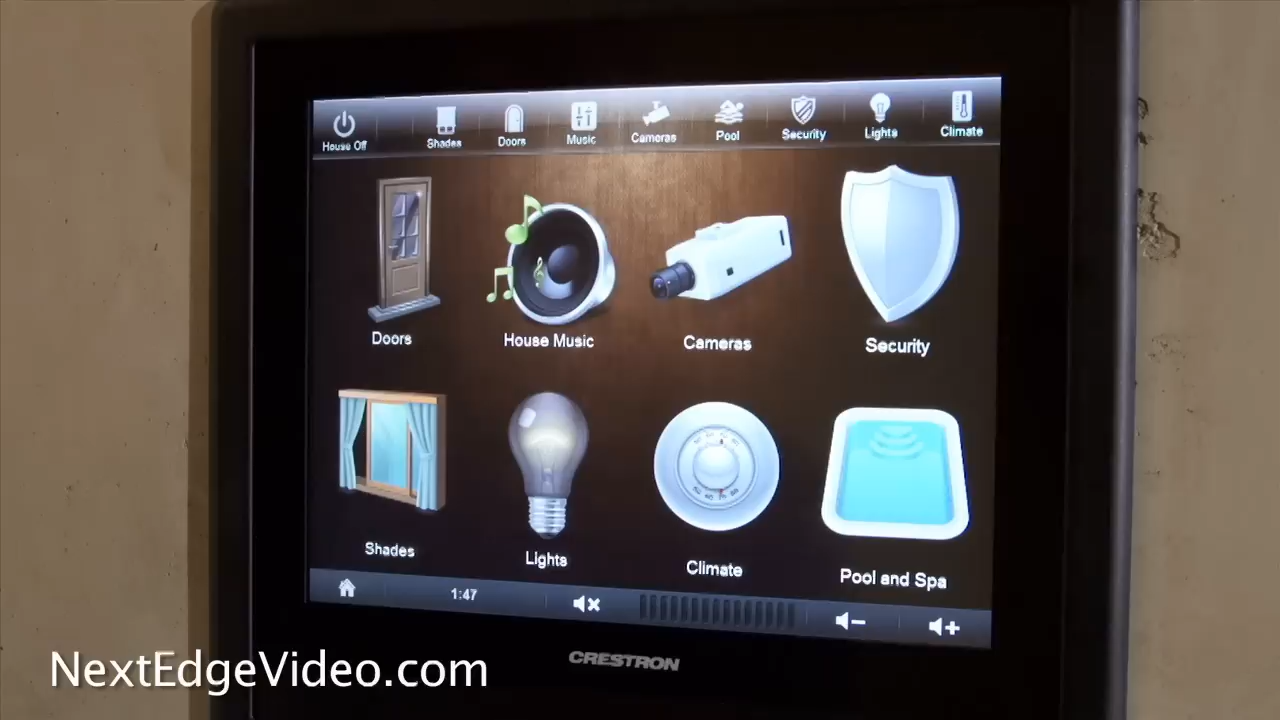 House Off
Shades
Doors
Music
Cameras
Pool
Security
Lights
Climate
Doors
House Music
Cameras
Security
Shades
Lights
Climate
Pool and Spa
1:47
CRESTRON
NextEdgeVideo.com